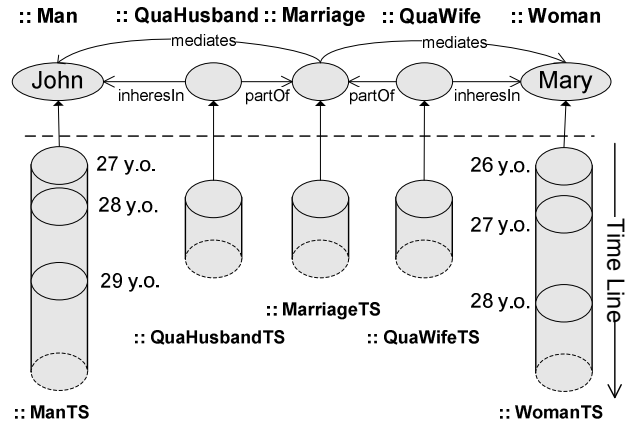 :: Man :: QuaHusband :: Marriage :: QuaWife :: Woman
mediates mediates
John Mary
inheresIn partOf partOf inheresIn
27 y.o. 26 y.o.
28 y.o. 27 y.o.
29 y.o. 28 y.o.
Time Line
:: MarriageTS
:: QuaHusbandTS :: QuaWifeTS
:: ManTS :: WomanTS